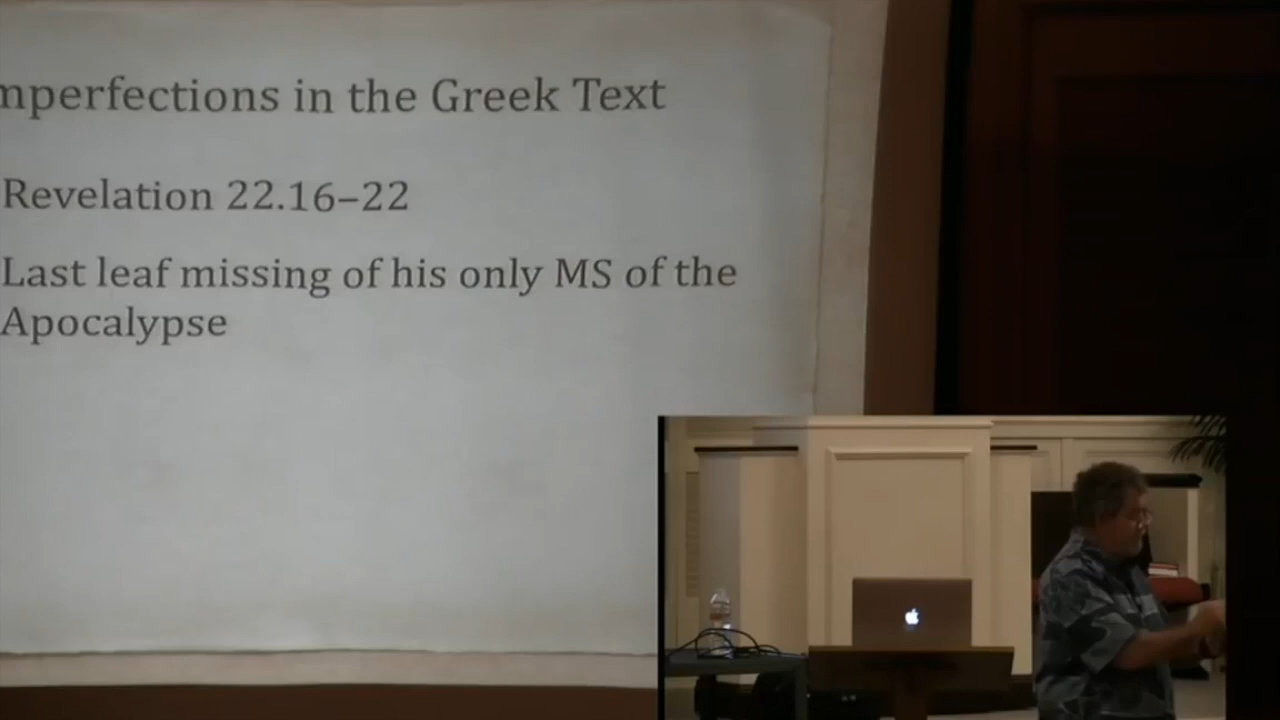 mperfections in the Greek Text
Revelation 22.16–22
Last leaf missing of his only MS of the
Apocalypse